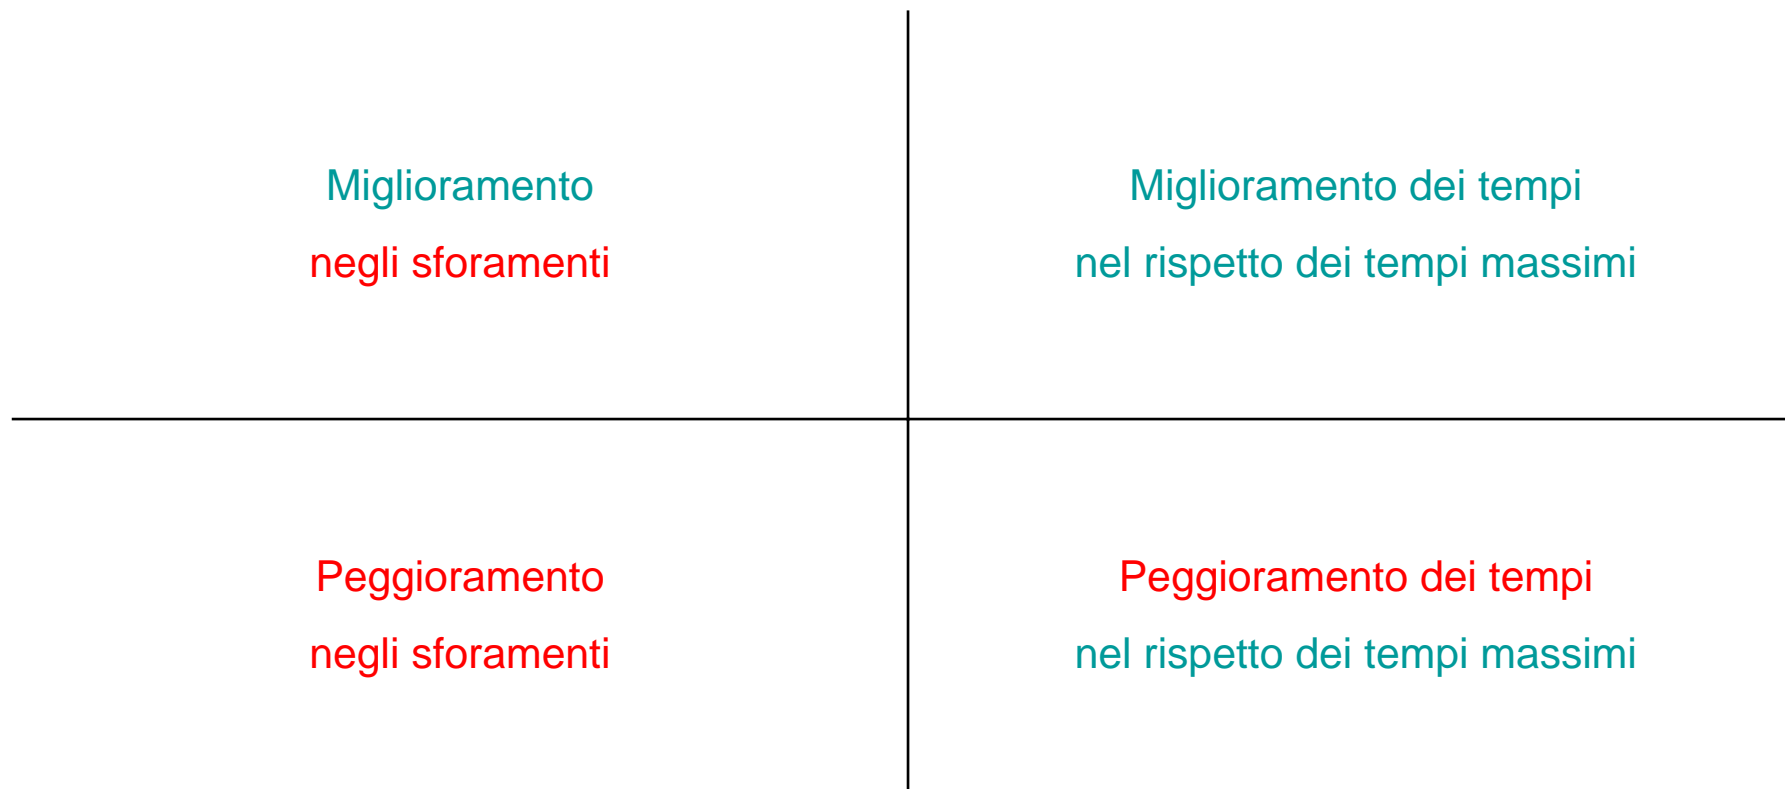 Miglioramento
negli sforamenti
Miglioramento dei tempi
nel rispetto dei tempi massimi
Peggioramento
negli sforamenti
Peggioramento dei tempi
nel rispetto dei tempi massimi